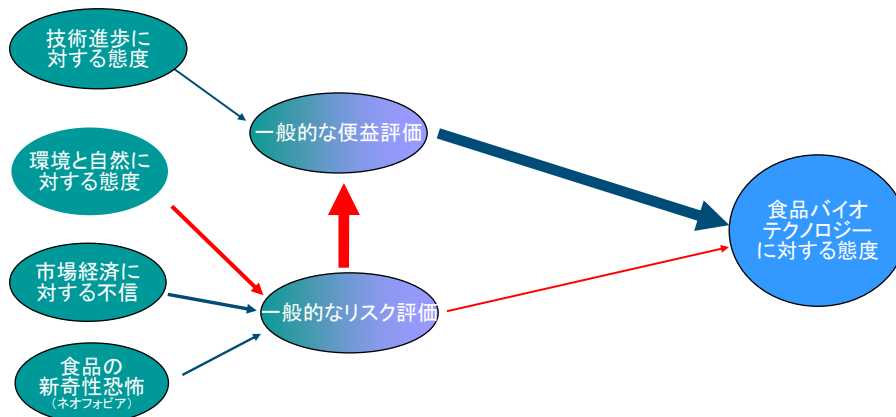 技術進歩に
対する態度
一般的な便益評価
環境と自然に
対する態度
食品バイオ
テクノロジー
に対する態度
市場経済に
対する不信
一般的なリスク評価
食品の
新奇性恐怖
(ネオフォビア)